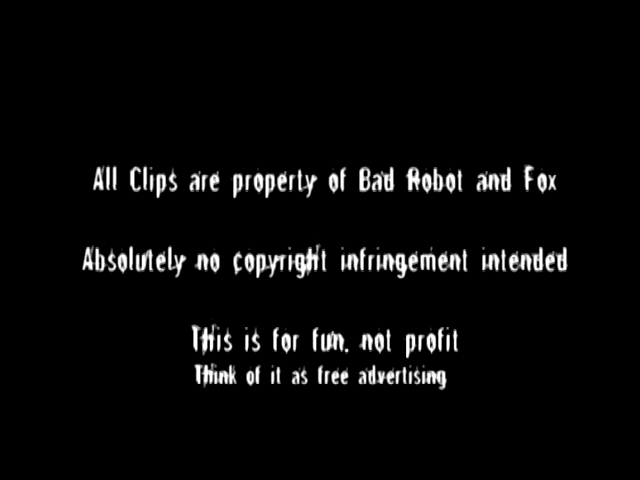 All Clips are property of Bad Robot and Fox
Absolutely no copyright infringement intended
This is for fun, not profit
Think of it as free advertising